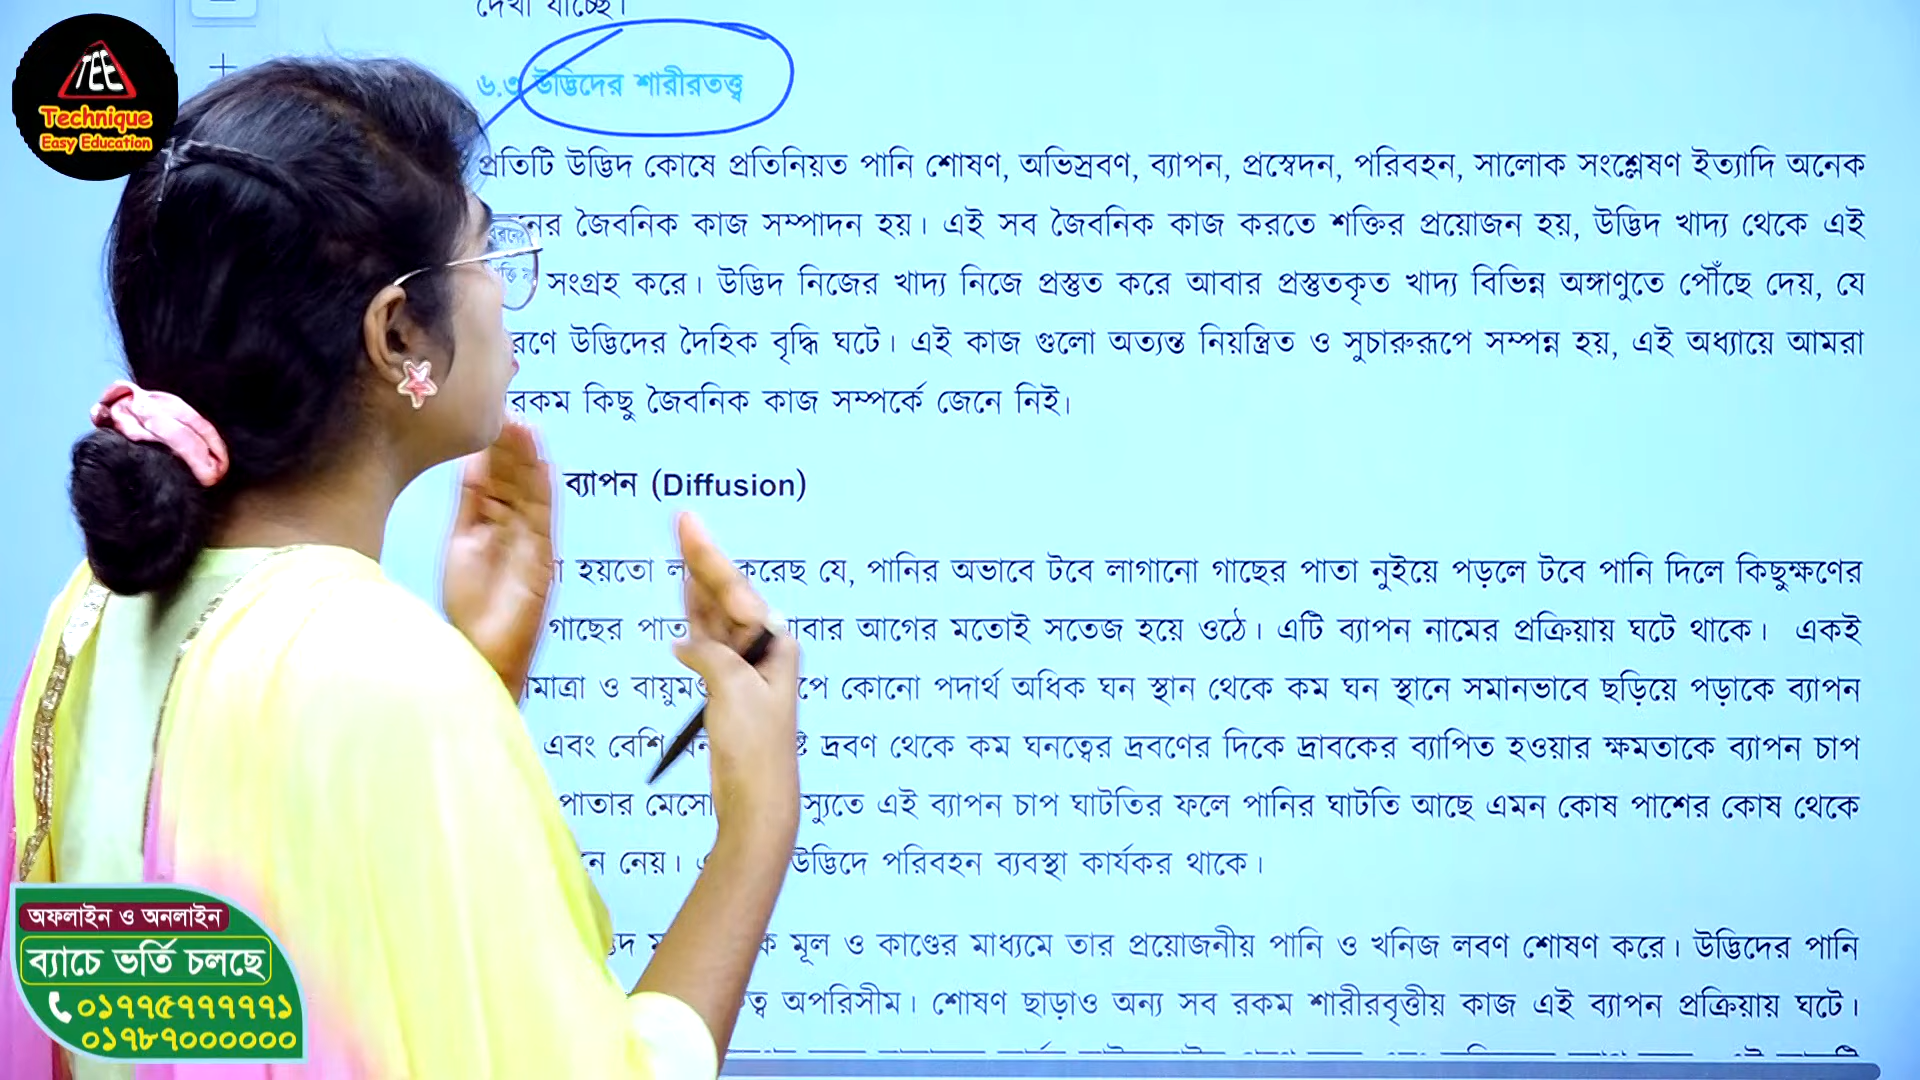 দেখা যাচ্ছে।
TEE
Technique
Easy Education
৬.৩ উদ্ভিদের শারীরতত্ত্ব
প্রতিটি উদ্ভিদ কোষে প্রতিনিয়ত পানি শোষণ, অভিস্রবণ, ব্যাপন, প্রস্বেদন, পরিবহন, সালোক সংশ্লেষণ ইত্যাদি অনেক
জৈবনিক কাজ সম্পাদন হয়। এই সব জৈবনিক কাজ করতে শক্তির প্রয়োজন হয়, উদ্ভিদ খাদ্য থেকে এই
সংগ্রহ করে। উদ্ভিদ নিজের খাদ্য নিজে প্রস্তুত করে আবার প্রস্তুতকৃত খাদ্য বিভিন্ন অঙ্গাণুতে পৌঁছে দেয়, যে
উদ্ভিদের দৈহিক বৃদ্ধি ঘটে। এই কাজ গুলো অত্যন্ত নিয়ন্ত্রিত ও সুচারুরূপে সম্পন্ন হয়, এই অধ্যায়ে আমরা
রকম কিছু জৈবনিক কাজ সম্পর্কে জেনে নিই।
ব্যাপন (Diffusion)
হয়তো করেছ যে, পানির অভাবে টবে লাগানো গাছের পাতা নুইয়ে পড়লে টবে পানি দিলে কিছুক্ষণের
গাছের আগের মতোই সতেজ হয়ে ওঠে। এটি ব্যাপন নামের প্রক্রিয়ায় ঘটে থাকে। একই
ও কোনো পদার্থ অধিক ঘন স্থান থেকে কম ঘন স্থানে সমানভাবে ছড়িয়ে পড়াকে ব্যাপন
এবং বেশি দ্রবণ থেকে কম ঘনত্বের দ্রবণের দিকে দ্রাবকের ব্যাপিত হওয়ার ক্ষমতাকে ব্যাপন চাপ
পাতার এই ব্যাপন চাপ ঘাটতির ফলে পানির ঘাটতি আছে এমন কোষ পাশের কোষ থেকে
নেয়। উদ্ভিদে পরিবহন ব্যবস্থা কার্যকর থাকে।
মূল ও কাণ্ডের মাধ্যমে তার প্রয়োজনীয় পানি ও খনিজ লবণ শোষণ করে। উদ্ভিদের পানি
অপরিসীম। শোষণ ছাড়াও অন্য সব রকম শারীরবৃত্তীয় কাজ এই ব্যাপন প্রক্রিয়ায় ঘটে।
অফলাইন ও অনলাইন
ব্যাচে ভর্তি চলছে
০১৭৭৫৭৭৭৭৭১
০১৭৮৭০০০০০০